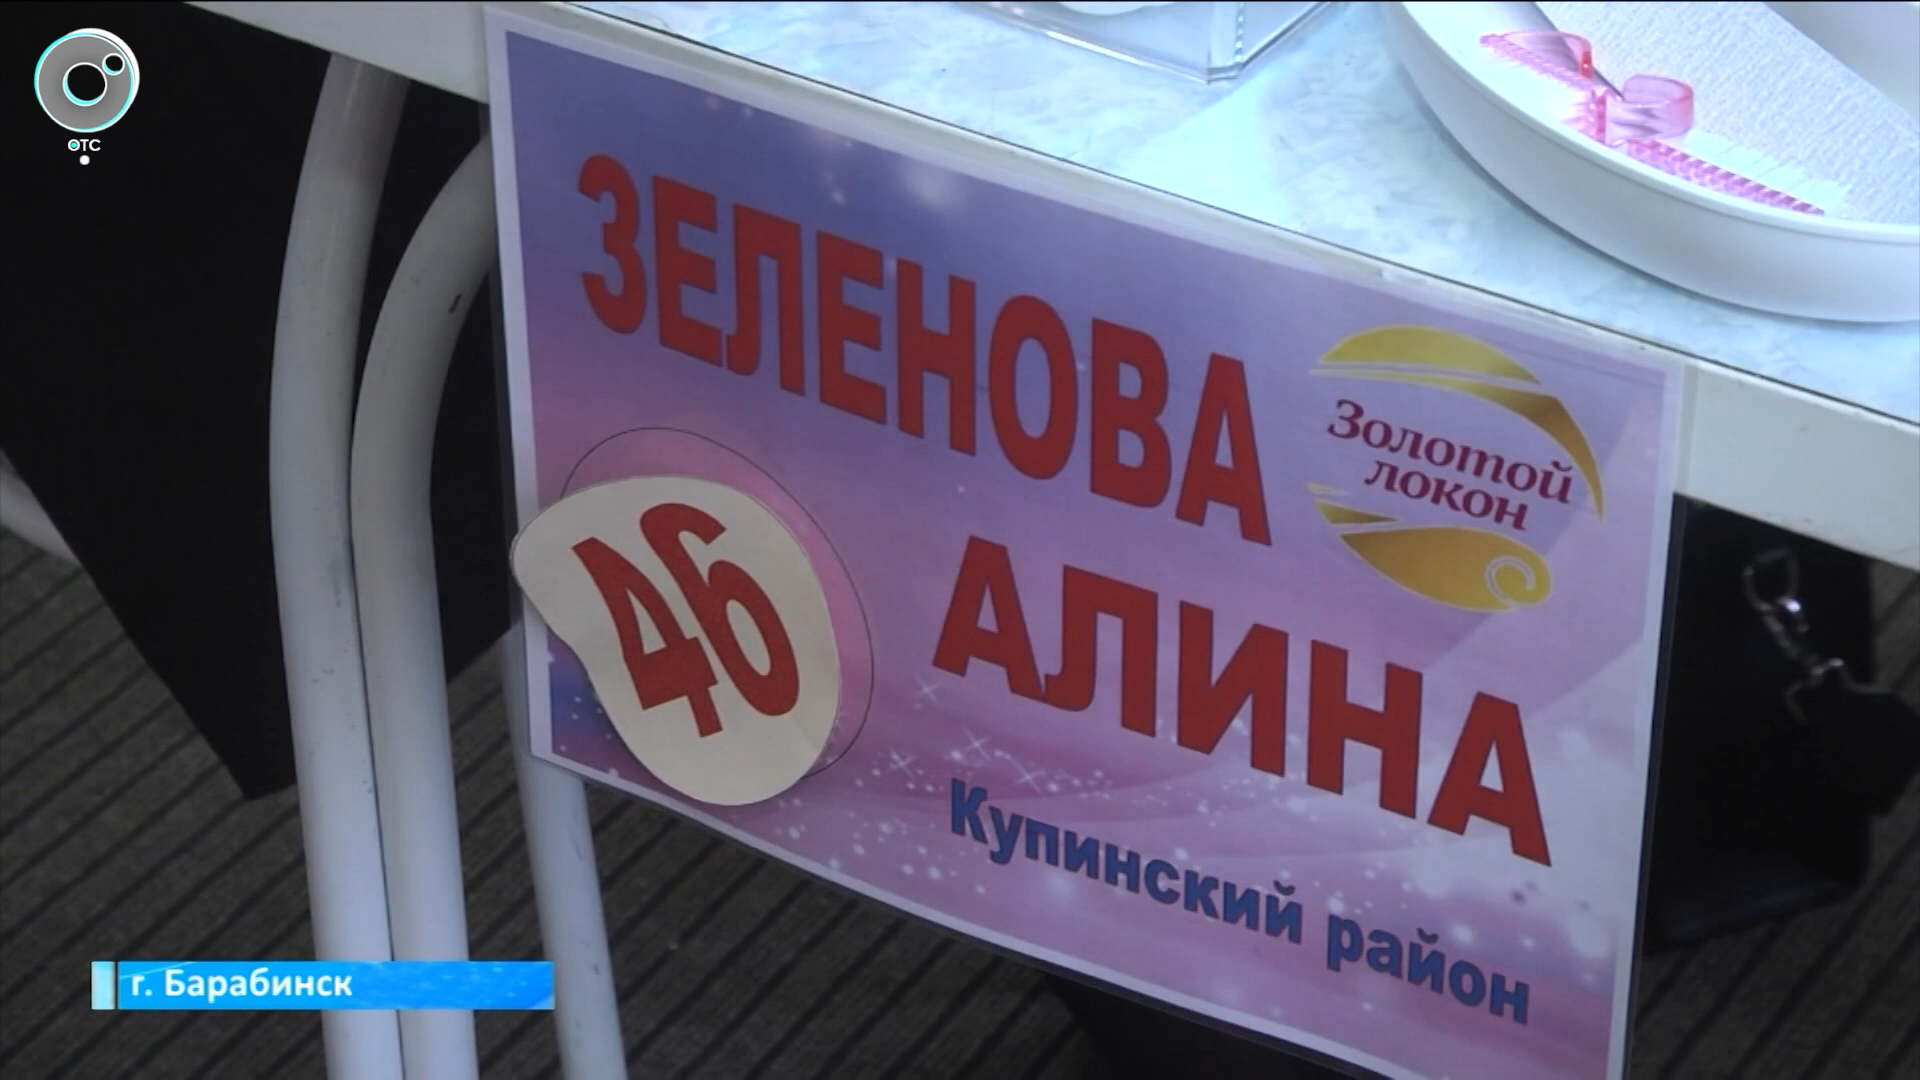 ОТС
ЗЕЛЕНОВА
Золотой
локон
46
АЛИНА
Купинский район
г. Барабинск